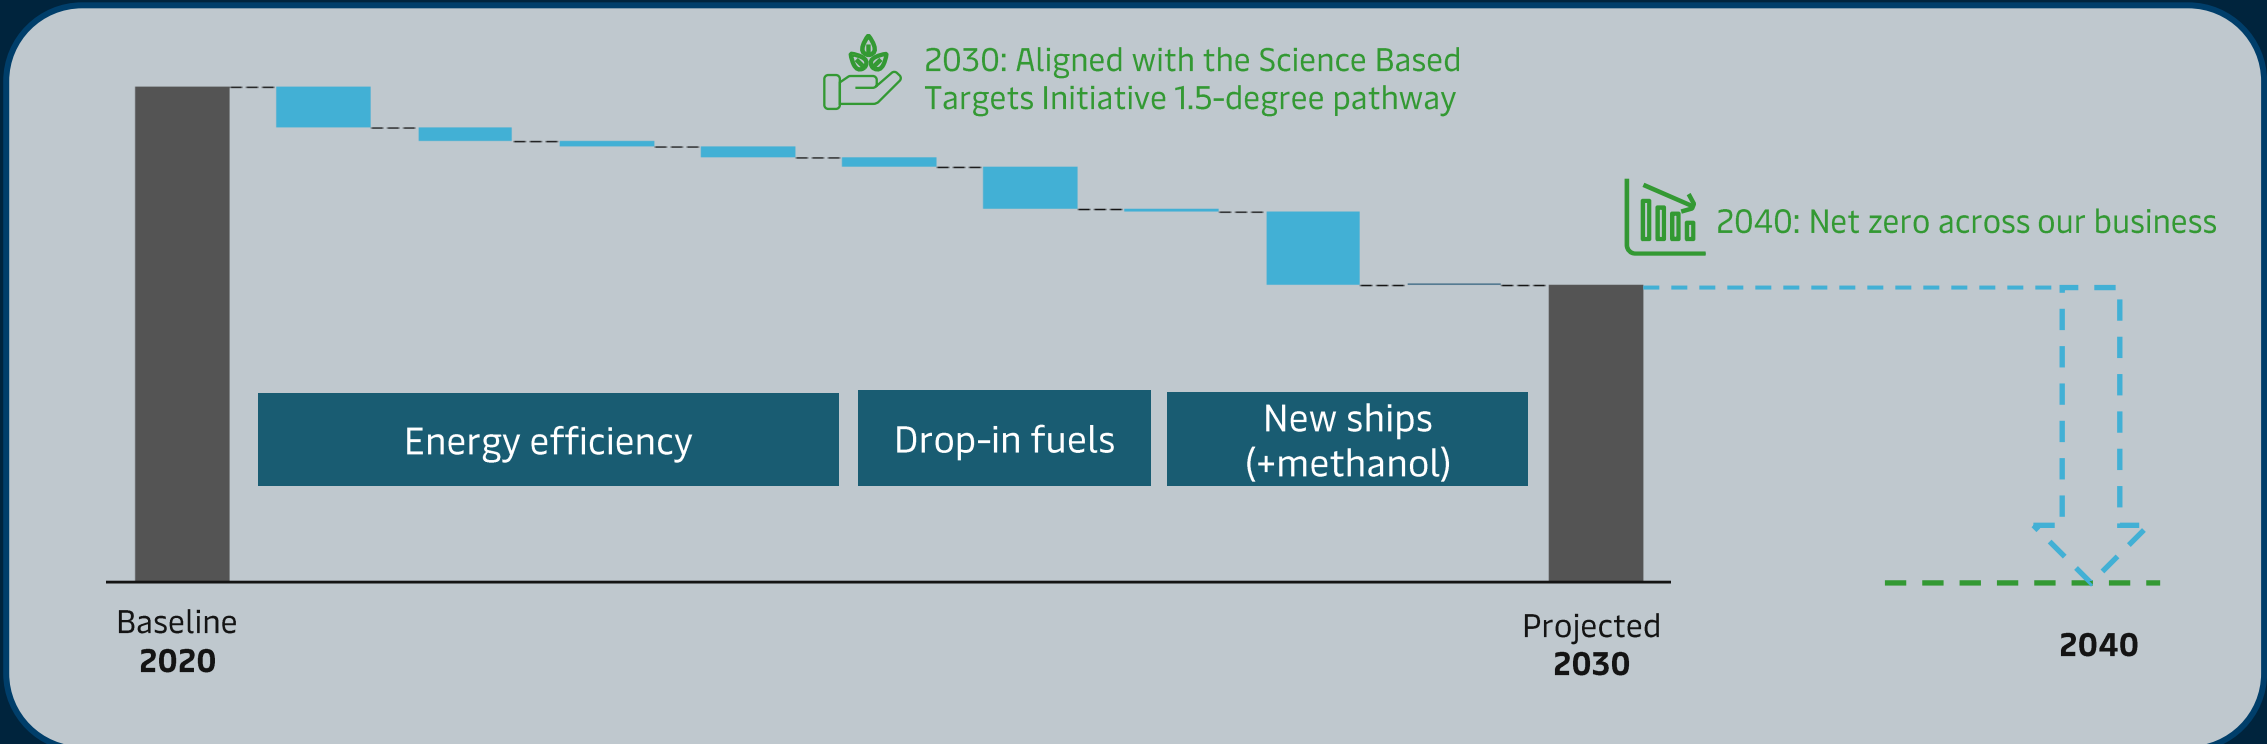 2030: Aligned with the Science Based
Targets Initiative 1.5-degree pathway
2040: Net zero across our business
Energy efficiency
Drop-in fuels
New ships
(+methanol)
Baseline
2020
Projected
2030
2040